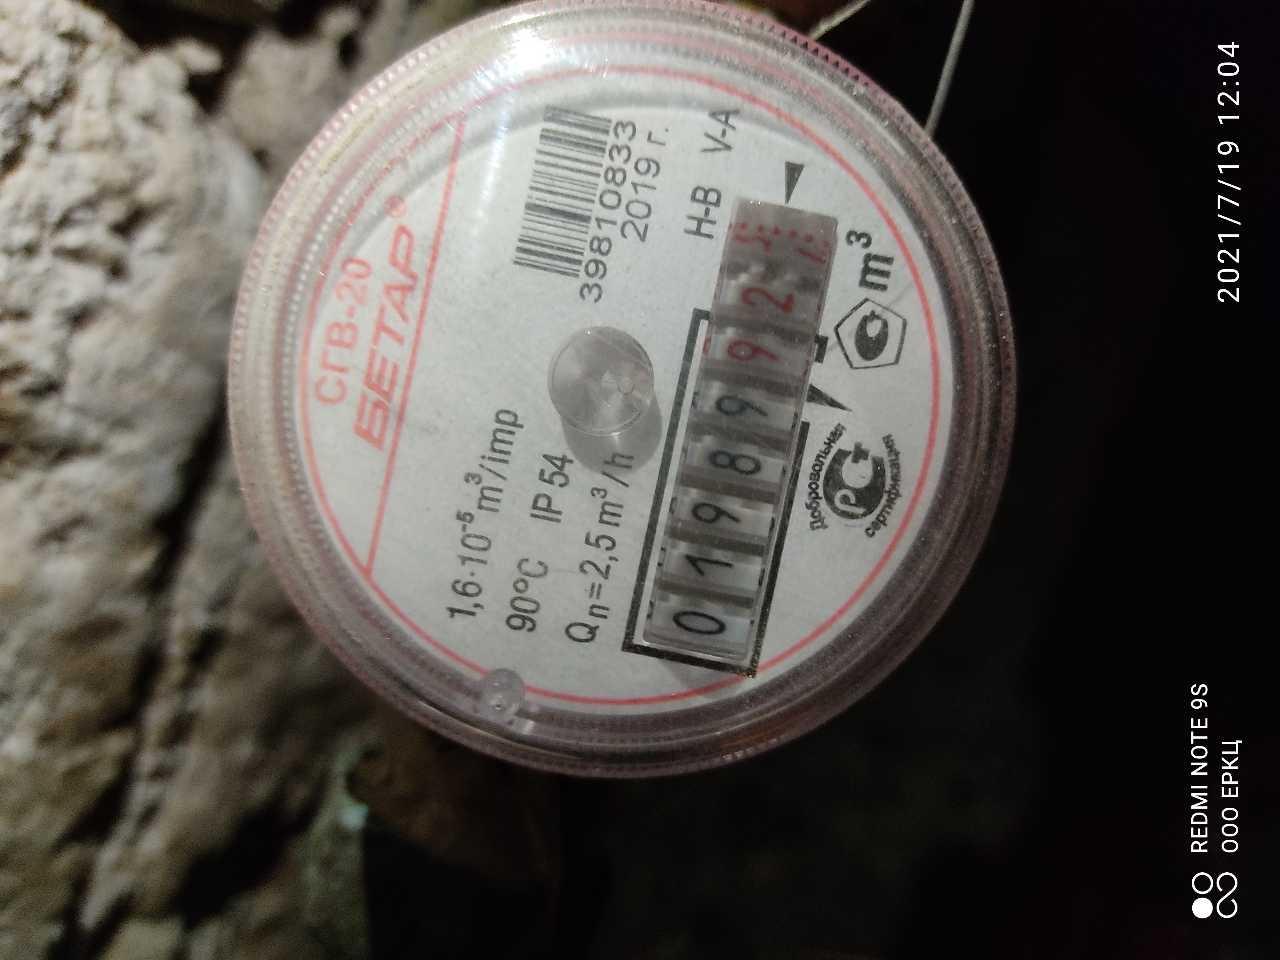 СГВ-20
БЕТАР®
39810833
2019 г.
1,6·10⁻⁵ m³/imp
90°C IP 54
Qn=2,5 m³/h
H-B V-A
0 1 9 8 9 9 2
m³
Добровольная
РСТ
сертификация
REDMI NOTE 9S
ООО ЕРКЦ
2021/7/19 12:04